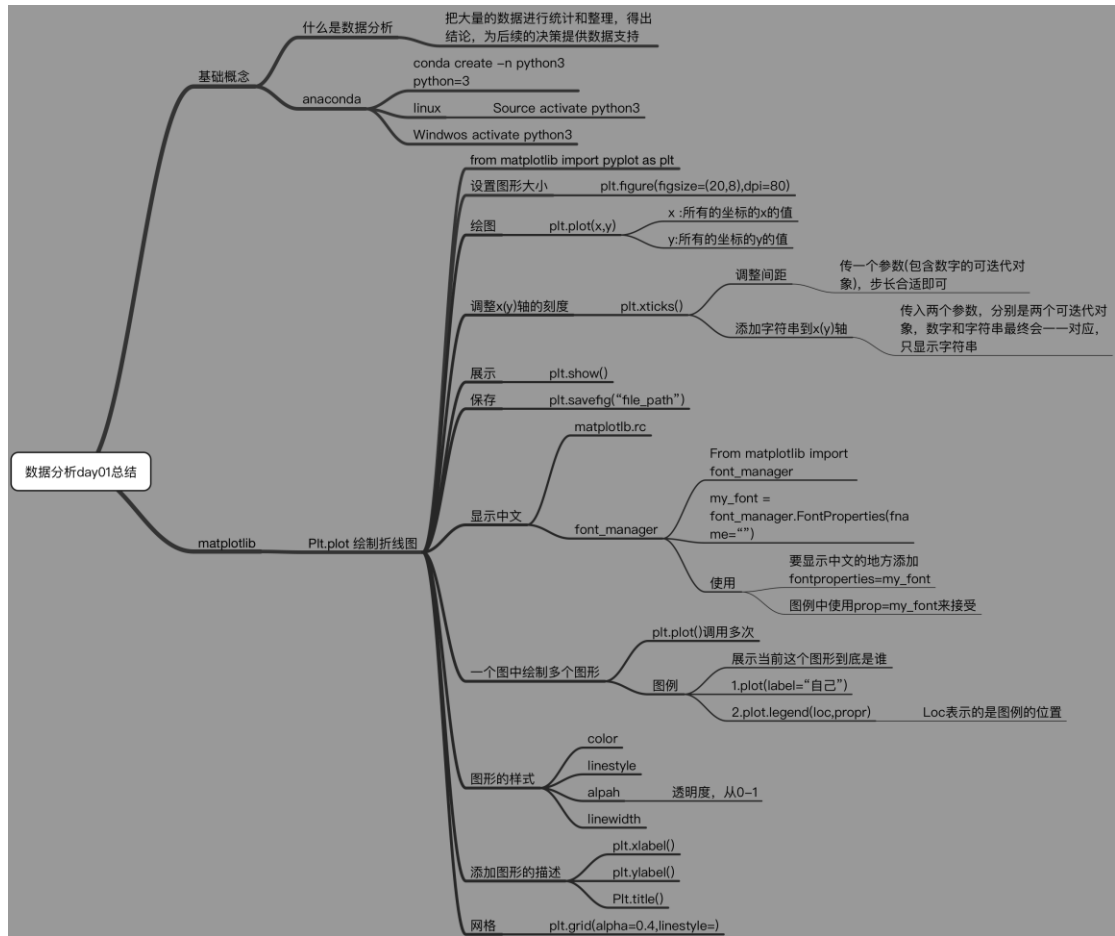 什么是数据分析
把大量的数据进行统计和整理，得出
结论，为后续的决策提供数据支持
基础概念
conda create -n python3
python=3
anaconda
linux
Source activate python3
Windwos activate python3
from matplotlib import pyplot as plt
设置图形大小
plt.figure(figsize=(20,8),dpi=80)
绘图
plt.plot(x,y)
x :所有的坐标的x的值
y:所有的坐标的y的值
调整x(y)轴的刻度
plt.xticks()
调整间距
传一个参数(包含数字的可迭代对
象)，步长合适即可
添加字符串到x(y)轴
传入两个参数，分别是两个可迭代对
象，数字和字符串最终会一一对应，
只显示字符串
展示
plt.show()
保存
plt.savefig(“file_path”)
数据分析day01总结
matplotlib
Plt.plot 绘制折线图
显示中文
matplotlb.rc
font_manager
From matplotlib import
font_manager
my_font =
font_manager.FontProperties(fna
me=“”)
使用
要显示中文的地方添加
fontproperties=my_font
图例中使用prop=my_font来接受
一个图中绘制多个图形
plt.plot()调用多次
图例
展示当前这个图形到底是谁
1.plot(label=“自己”)
2.plot.legend(loc,propr)
Loc表示的是图例的位置
图形的样式
color
linestyle
alpah
透明度，从0-1
linewidth
添加图形的描述
plt.xlabel()
plt.ylabel()
Plt.title()
网格
plt.grid(alpha=0.4,linestyle=)